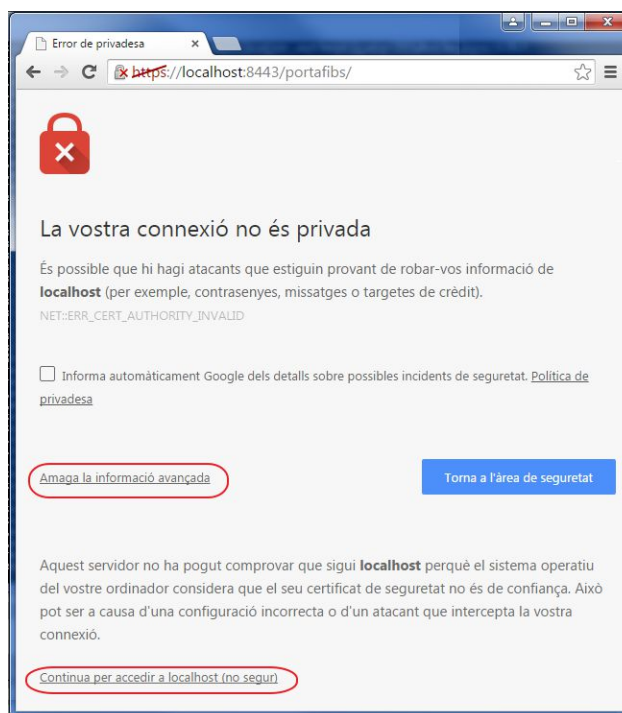 Error de privadesa
https://localhost:8443/portafibs/
La vostra connexió no és privada
És possible que hi hagi atacants que estiguin provant de robar-vos informació de
localhost (per exemple, contrasenyes, missatges o targetes de crèdit).
NET::ERR_CERT_AUTHORITY_INVALID
Informa automàticament Google dels detalls sobre possibles incidents de seguretat. Política de
privadesa
Amaga la informació avançada
Torna a l'àrea de seguretat
Aquest servidor no ha pogut comprovar que sigui localhost perquè el sistema operatiu
del vostre ordinador considera que el seu certificat de seguretat no és de confiança. Això
pot ser a causa d'una configuració incorrecta o d'un atacant que intercepta la vostra
connexió.
Continua per accedir a localhost (no segur)